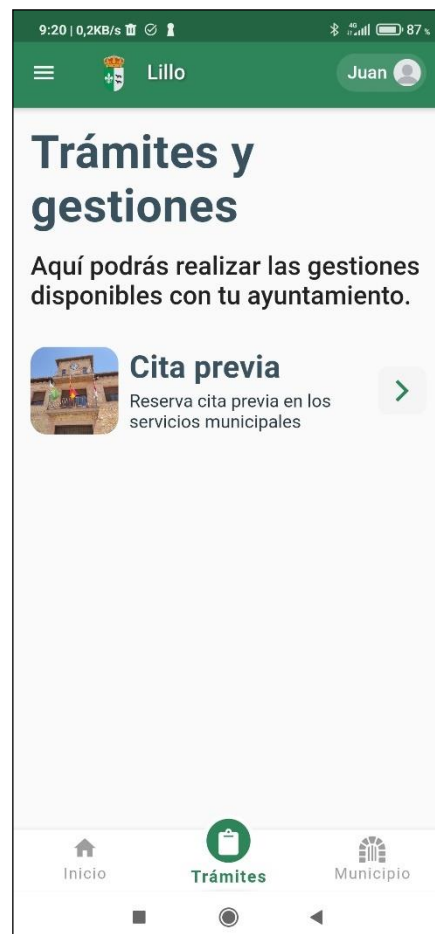 9:20 | 0,2KB/s 4G 87 %
Lillo
Juan
Trámites y
gestiones
Aquí podrás realizar las gestiones
disponibles con tu ayuntamiento.
Cita previa
Reserva cita previa en los
servicios municipales
Inicio
Trámites
Municipio